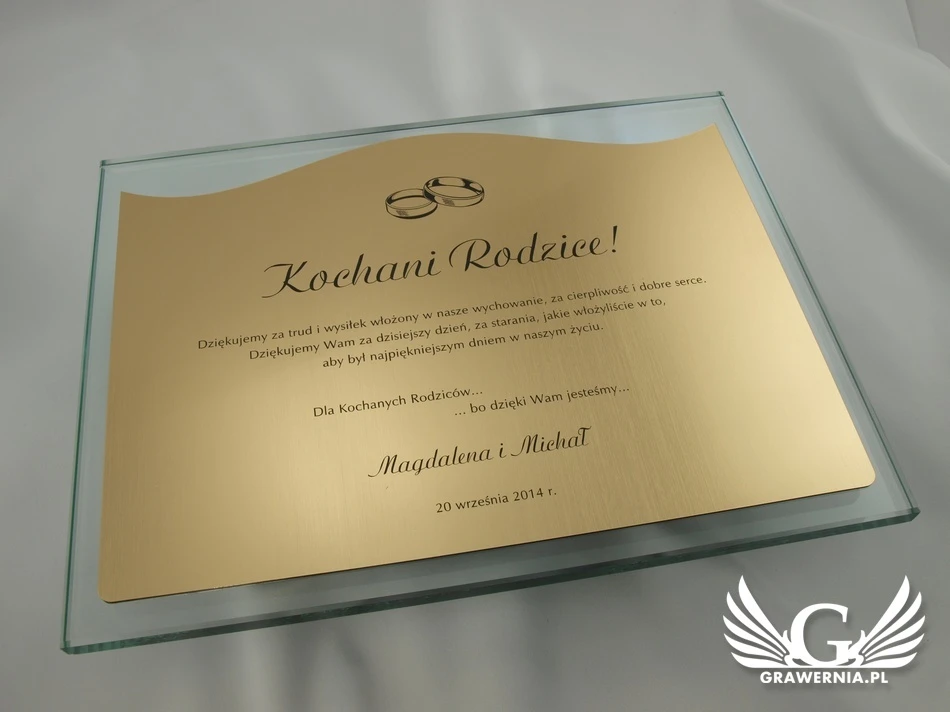 Kochani Rodzice!
Dziękujemy za trud i wysiłek włożony w nasze wychowanie, za cierpliwość i dobre serce.
Dziękujemy Wam za dzisiejszy dzień, za starania, jakie włożyliście w to,
aby był najpiękniejszym dniem w naszym życiu.
Dla Kochanych Rodziców...
... bo dzięki Wam jesteśmy...
Magdalena i Michał
20 września 2014 r.
G
GRAWERNIA.PL